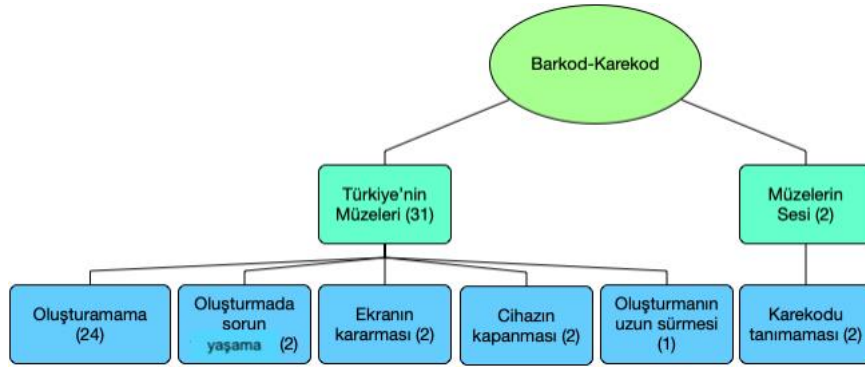 Barkod-Karekod
Türkiye'nin
Müzeleri (31)
Müzelerin
Sesi (2)
Oluşturamama
(24)
Oluşturmada
sorun
yaşama (2)
Ekranın
kararması (2)
Cihazın
kapanması (2)
Oluşturmanın
uzun sürmesi
(1)
Karekodu
tanımaması (2)